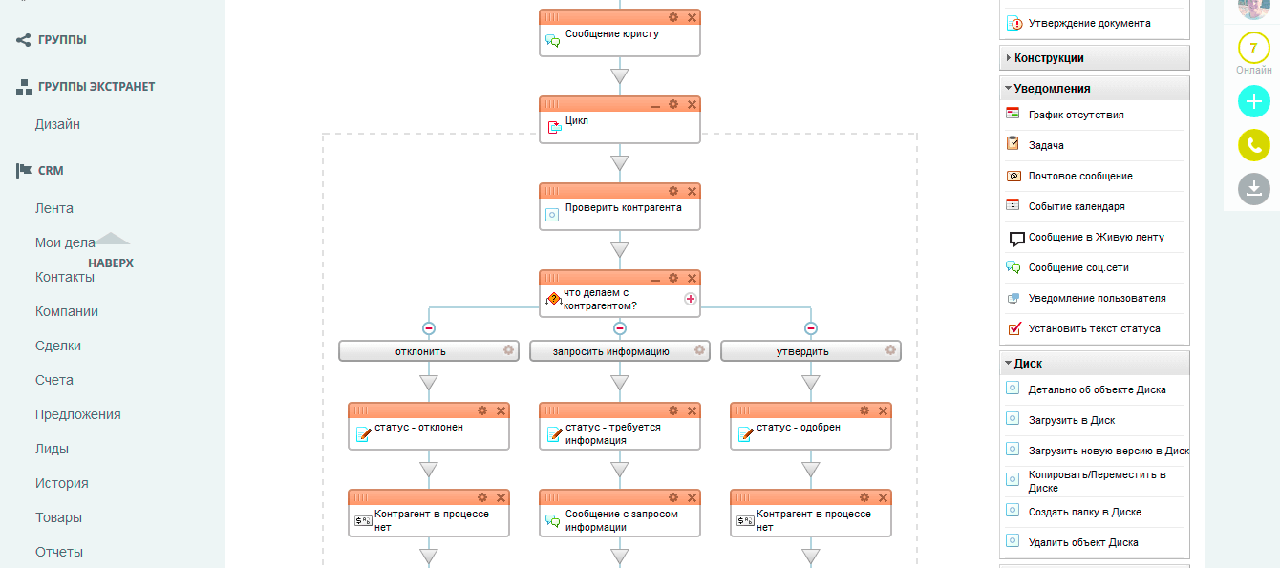 ГРУППЫ
ГРУППЫ ЭКСТРАНЕТ
Дизайн
CRM
Лента
Мои дела
НАВЕРХ
Контакты
Компании
Сделки
Счета
Предложения
Лиды
История
Товары
Отчеты
Сообщение юристу
Цикл
Проверить контрагента
что делаем с
контрагентом?
отклонить
запросить информацию
утвердить
статус - отклонен
статус - требуется
информация
статус - одобрен
Контрагент в процессе
нет
Сообщение с запросом
информации
Контрагент в процессе
нет
Утверждение документа
Конструкции
Уведомления
График отсутствия
Задача
Почтовое сообщение
Событие календаря
Сообщение в Живую ленту
Сообщение соц.сети
Уведомление пользователя
Установить текст статуса
Диск
Детально об объекте Диска
Загрузить в Диск
Загрузить новую версию в Диск
Копировать/Переместить в
Диске
Создать папку в Диске
Удалить объект Диска
7
Онлайн